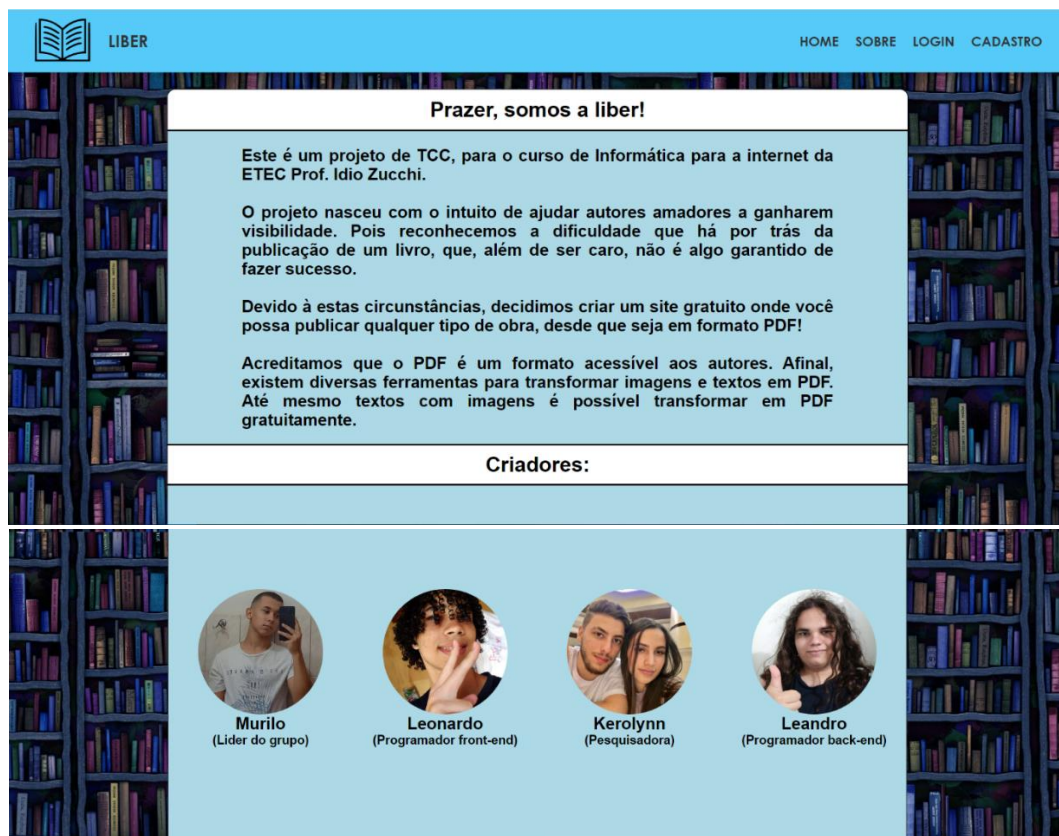 LIBER
HOME SOBRE LOGIN CADASTRO
Prazer, somos a liber!
Este é um projeto de TCC, para o curso de Informática para a internet da
ETEC Prof. Idio Zucchi.
O projeto nasceu com o intuito de ajudar autores amadores a ganharem
visibilidade. Pois reconhecemos a dificuldade que há por trás da
publicação de um livro, que, além de ser caro, não é algo garantido de
fazer sucesso.
Devido à estas circunstâncias, decidimos criar um site gratuito onde você
possa publicar qualquer tipo de obra, desde que seja em formato PDF!
Acreditamos que o PDF é um formato acessível aos autores. Afinal,
existem diversas ferramentas para transformar imagens e textos em PDF.
Até mesmo textos com imagens é possível transformar em PDF
gratuitamente.
Criadores:
Murilo
(Lider do grupo)
Leonardo
(Programador front-end)
Kerolynn
(Pesquisadora)
Leandro
(Programador back-end)